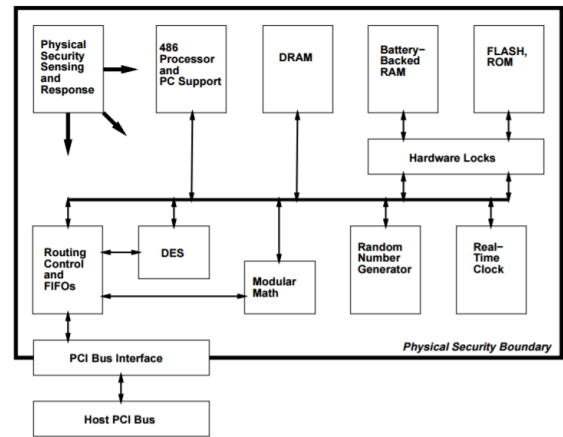 Physical
Security
Sensing
and
Response
486
Processor
and
PC Support
DRAM
Battery-
Backed
RAM
FLASH,
ROM
Hardware Locks
Routing
Control
and
FIFOs
DES
Modular
Math
Random
Number
Generator
Real-
Time
Clock
Physical Security Boundary
PCI Bus Interface
Host PCI Bus